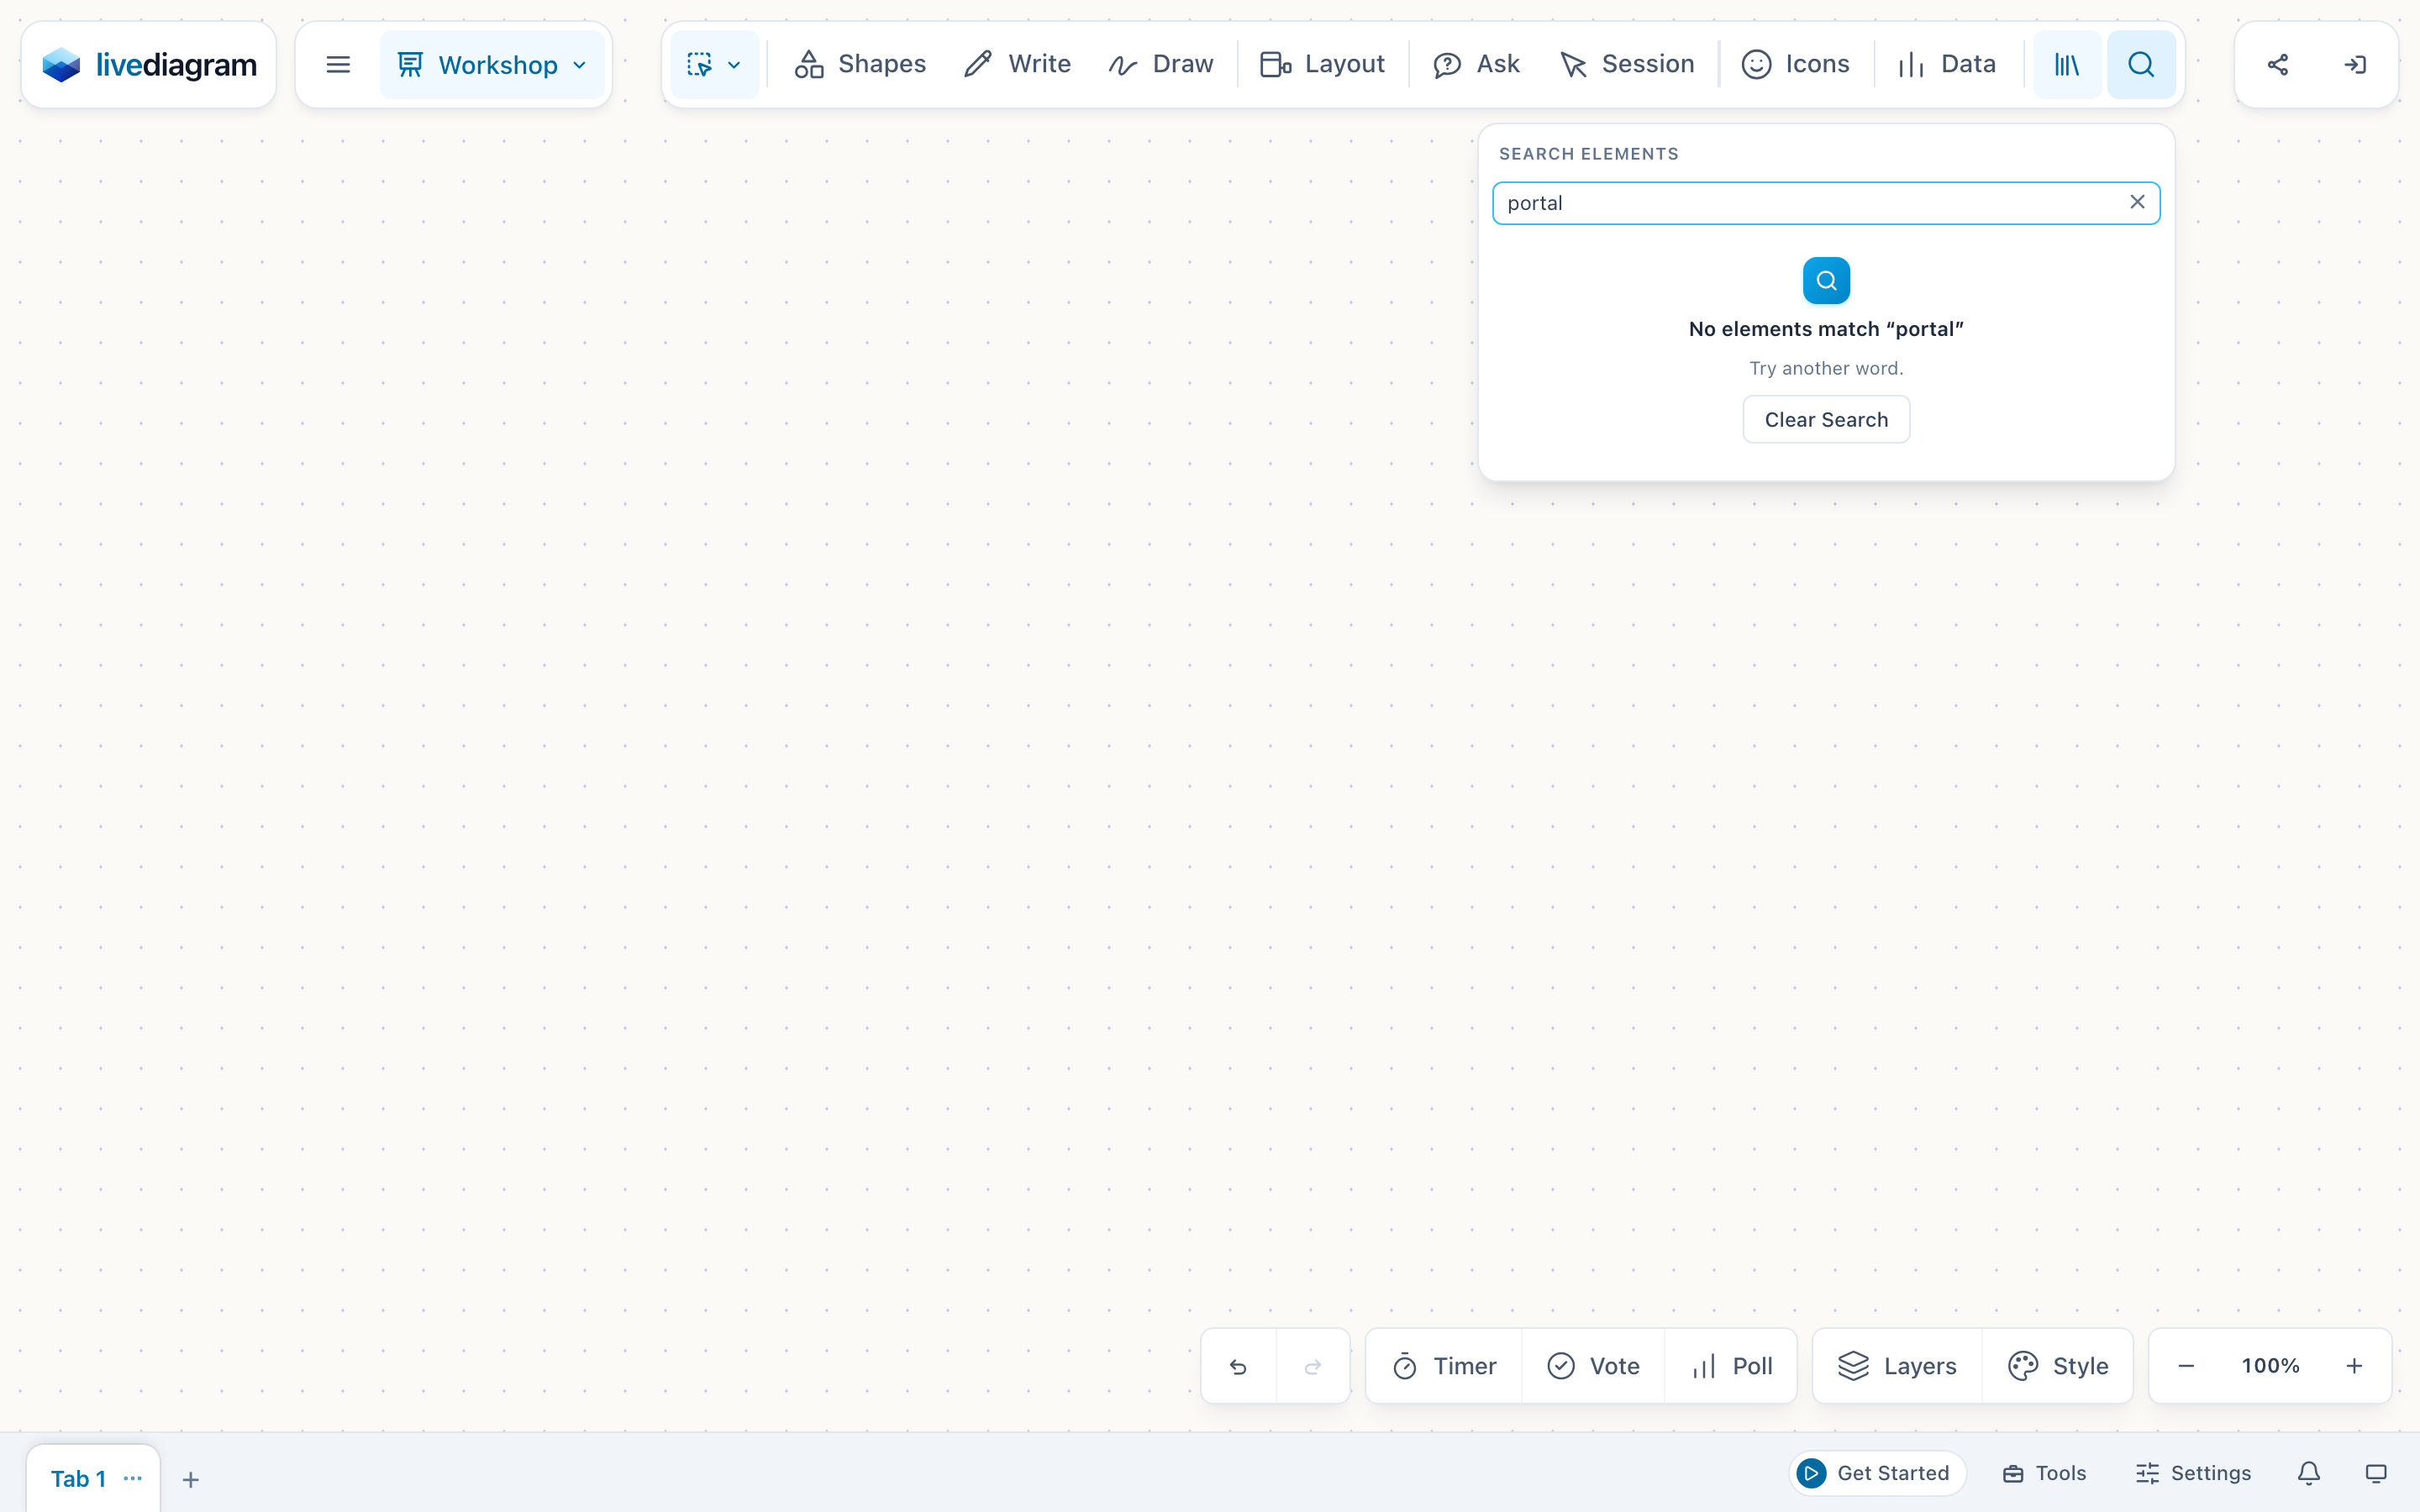 livediagram
Workshop
Shapes
Write
Draw
Layout
Ask
Session
Icons
Data
SEARCH ELEMENTS
portal
No elements match “portal”
Try another word.
Clear Search
Timer
Vote
Poll
Layers
Style
100%
Tab 1
Get Started
Tools
Settings